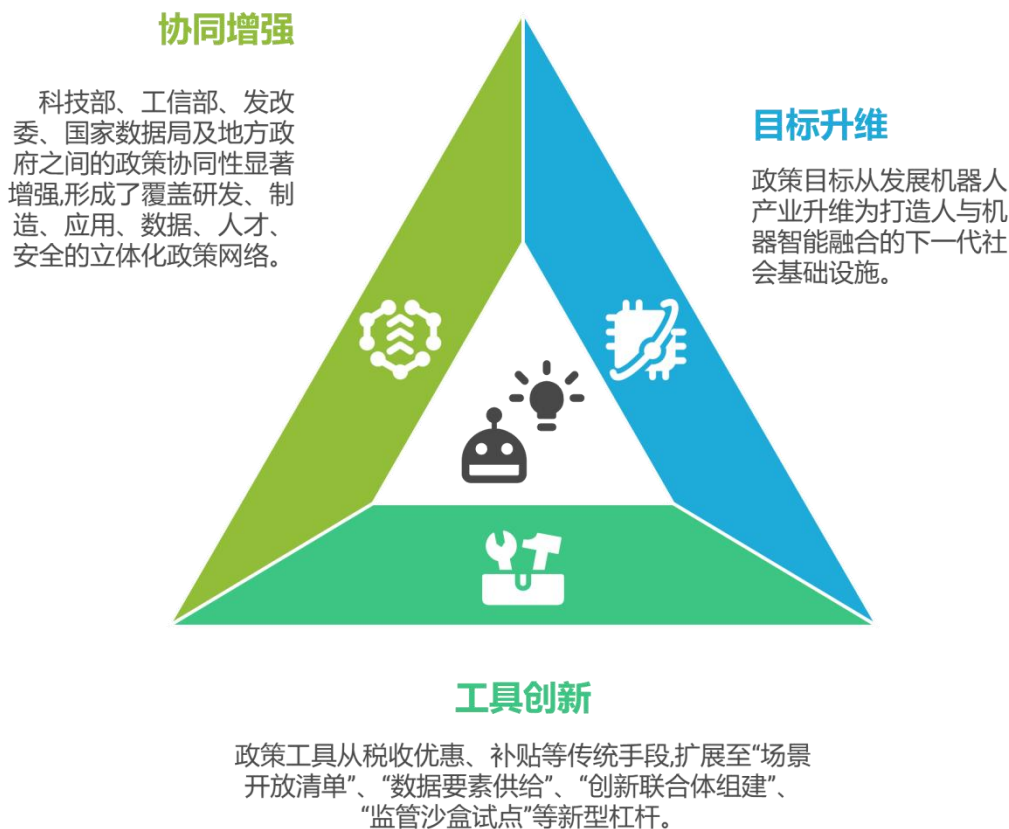 协同增强
科技部、工信部、发改
委、国家数据局及地方政
府之间的政策协同性显著
增强,形成了覆盖研发、制
造、应用、数据、人才、
安全的立体化政策网络。
目标升维
政策目标从发展机器人
产业升维为打造人与机
器智能融合的下一代社
会基础设施。
工具创新
政策工具从税收优惠、补贴等传统手段,扩展至“场景
开放清单”、“数据要素供给”、“创新联合体组建”、
“监管沙盒试点”等新型杠杆。